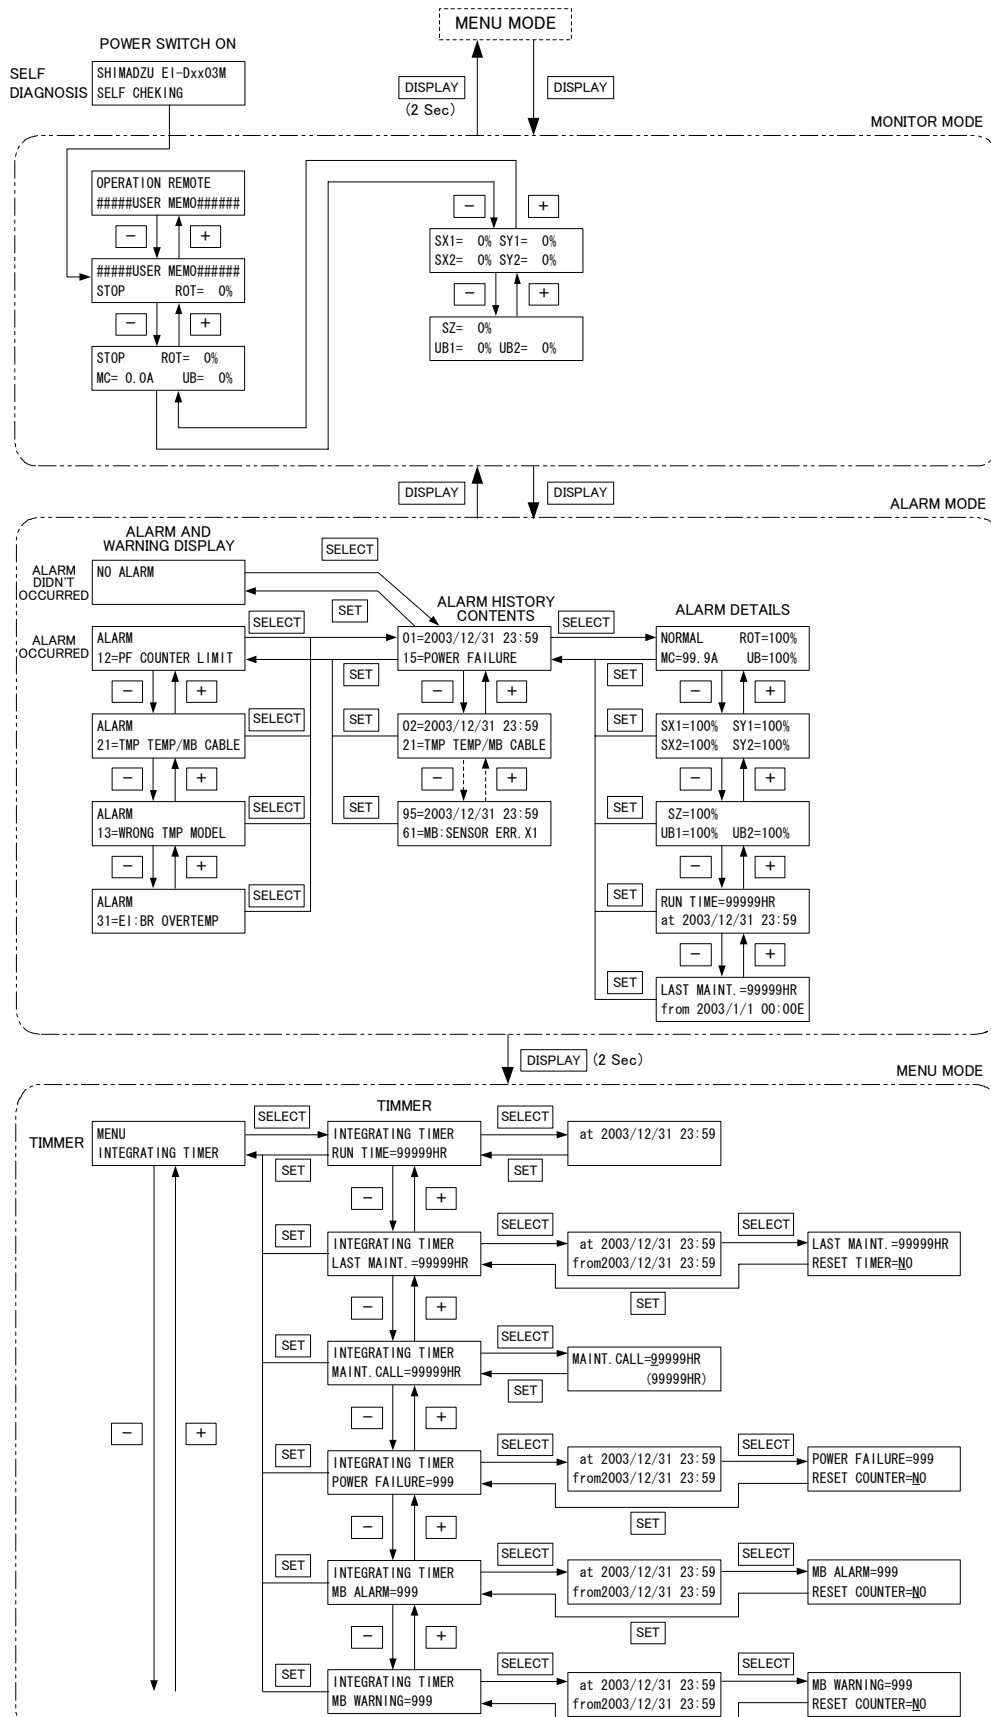 MENU MODE
POWER SWITCH ON
SELF
DIAGNOSIS
SHIMADZU EI-Dxx03M
SELF CHEKING
DISPLAY
(2 Sec)
DISPLAY
MONITOR MODE
OPERATION REMOTE
#####USER MEMO######
−
+
#####USER MEMO######
STOP ROT= 0%
−
+
STOP ROT= 0%
MC= 0.0A UB= 0%
−
+
SX1= 0% SY1= 0%
SX2= 0% SY2= 0%
−
+
SZ= 0%
UB1= 0% UB2= 0%
DISPLAY
DISPLAY
ALARM MODE
ALARM AND
WARNING DISPLAY
ALARM
DIDN'T
OCCURRED
NO ALARM
SELECT
SET
ALARM HISTORY
CONTENTS
ALARM DETAILS
ALARM
OCCURRED
ALARM
12=PF COUNTER LIMIT
SELECT
01=2003/12/31 23:59
15=POWER FAILURE
SELECT
NORMAL ROT=100%
MC=99.9A UB=100%
SET
SET
−
+
−
+
−
+
ALARM
21=TMP TEMP/MB CABLE
SELECT
SET
02=2003/12/31 23:59
21=TMP TEMP/MB CABLE
SET
SX1=100% SY1=100%
SX2=100% SY2=100%
−
+
−
+
−
+
ALARM
13=WRONG TMP MODEL
SELECT
SET
95=2003/12/31 23:59
61=MB:SENSOR ERR.X1
SET
SZ=100%
UB1=100% UB2=100%
−
+
−
+
ALARM
31=EI:BR OVERTEMP
SELECT
SET
RUN TIME=99999HR
at 2003/12/31 23:59
−
+
SET
LAST MAINT.=99999HR
from 2003/1/1 00:00E
DISPLAY (2 Sec)
MENU MODE
TIMMER
TIMMER
MENU
INTEGRATING TIMER
SELECT
SET
INTEGRATING TIMER
RUN TIME=99999HR
SELECT
SET
at 2003/12/31 23:59
−
+
SET
INTEGRATING TIMER
LAST MAINT.=99999HR
SELECT
at 2003/12/31 23:59
from2003/12/31 23:59
SELECT
LAST MAINT.=99999HR
RESET TIMER=NO
SET
−
+
SET
INTEGRATING TIMER
MAINT.CALL=99999HR
SELECT
SET
MAINT.CALL=99999HR
(99999HR)
−
+
−
+
SET
INTEGRATING TIMER
POWER FAILURE=999
SELECT
at 2003/12/31 23:59
from2003/12/31 23:59
SELECT
POWER FAILURE=999
RESET COUNTER=NO
SET
−
+
SET
INTEGRATING TIMER
MB ALARM=999
SELECT
at 2003/12/31 23:59
from2003/12/31 23:59
SELECT
MB ALARM=999
RESET COUNTER=NO
SET
−
+
SET
INTEGRATING TIMER
MB WARNING=999
SELECT
at 2003/12/31 23:59
from2003/12/31 23:59
SELECT
MB WARNING=999
RESET COUNTER=NO